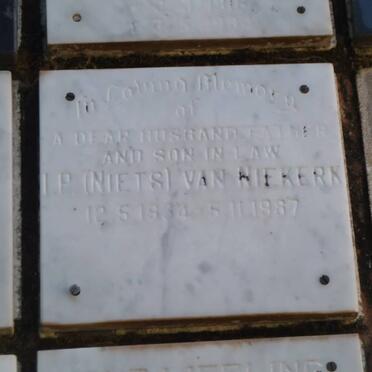 In Loving Memory
of
A DEAR HUSBAND FATHER
AND SON IN LAW
I.P. (NIETS) VAN NIEKERK
12.5.1934 - 5.11.1987